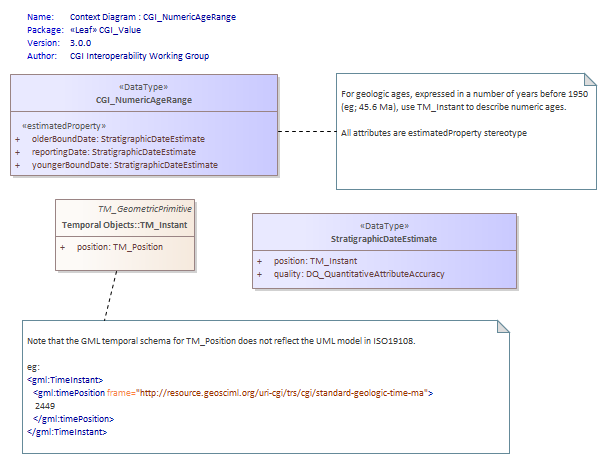 Name: Context Diagram : CGI_NumericAgeRange
Package: «Leaf» CGI_Value
Version: 3.0.0
Author: CGI Interoperability Working Group
«DataType»
CGI_NumericAgeRange
«estimatedProperty»
+ olderBoundDate: StratigraphicDateEstimate
+ reportingDate: StratigraphicDateEstimate
+ youngerBoundDate: StratigraphicDateEstimate
For geologic ages, expressed in a number of years before 1950
(eg; 45.6 Ma), use TM_Instant to describe numeric ages.
All attributes are estimatedProperty stereotype
TM_GeometricPrimitive
Temporal Objects::TM_Instant
+ position: TM_Position
«DataType»
StratigraphicDateEstimate
+ position: TM_Instant
+ quality: DQ_QuantitativeAttributeAccuracy
Note that the GML temporal schema for TM_Position does not reflect the UML model in ISO19108.
eg:
<gml:TimeInstant>
<gml:timePosition frame="http://resource.geosciml.org/uri-cgi/trs/cgi/standard-geologic-time-ma">
2449
</gml:timePosition>
</gml:TimeInstant>